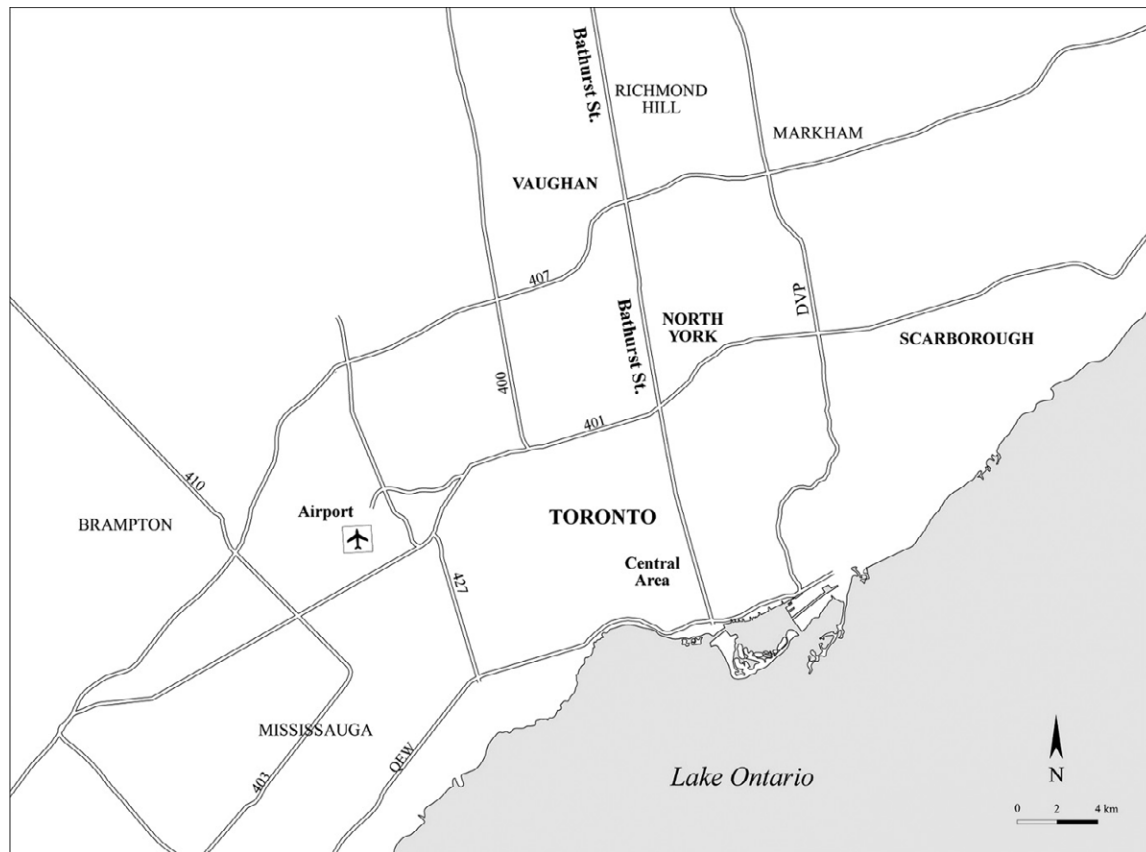 Bathurst St.
RICHMOND
HILL
MARKHAM
VAUGHAN
407
DVP
Bathurst St.
NORTH
YORK
SCARBOROUGH
400
401
410
Airport
BRAMPTON
TORONTO
Central
Area
427
MISSISSAUGA
QEW
403
Lake Ontario
N
0 2 4 km